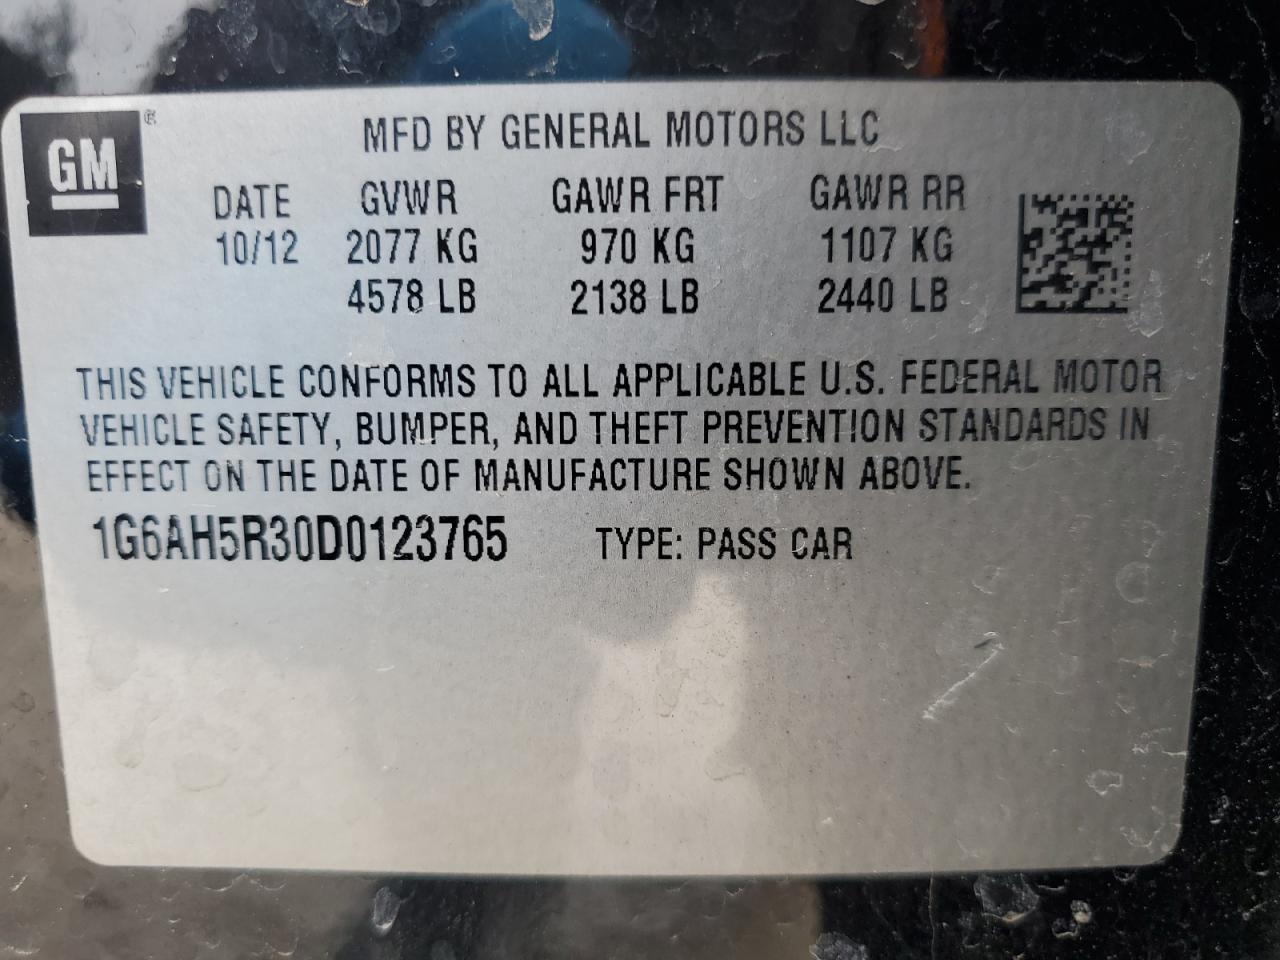 GM ®
MFD BY GENERAL MOTORS LLC
DATE GVWR GAWR FRT GAWR RR
10/12 2077 KG 970 KG 1107 KG
4578 LB 2138 LB 2440 LB
THIS VEHICLE CONFORMS TO ALL APPLICABLE U.S. FEDERAL MOTOR
VEHICLE SAFETY, BUMPER, AND THEFT PREVENTION STANDARDS IN
EFFECT ON THE DATE OF MANUFACTURE SHOWN ABOVE.
1G6AH5R30D0123765 TYPE: PASS CAR